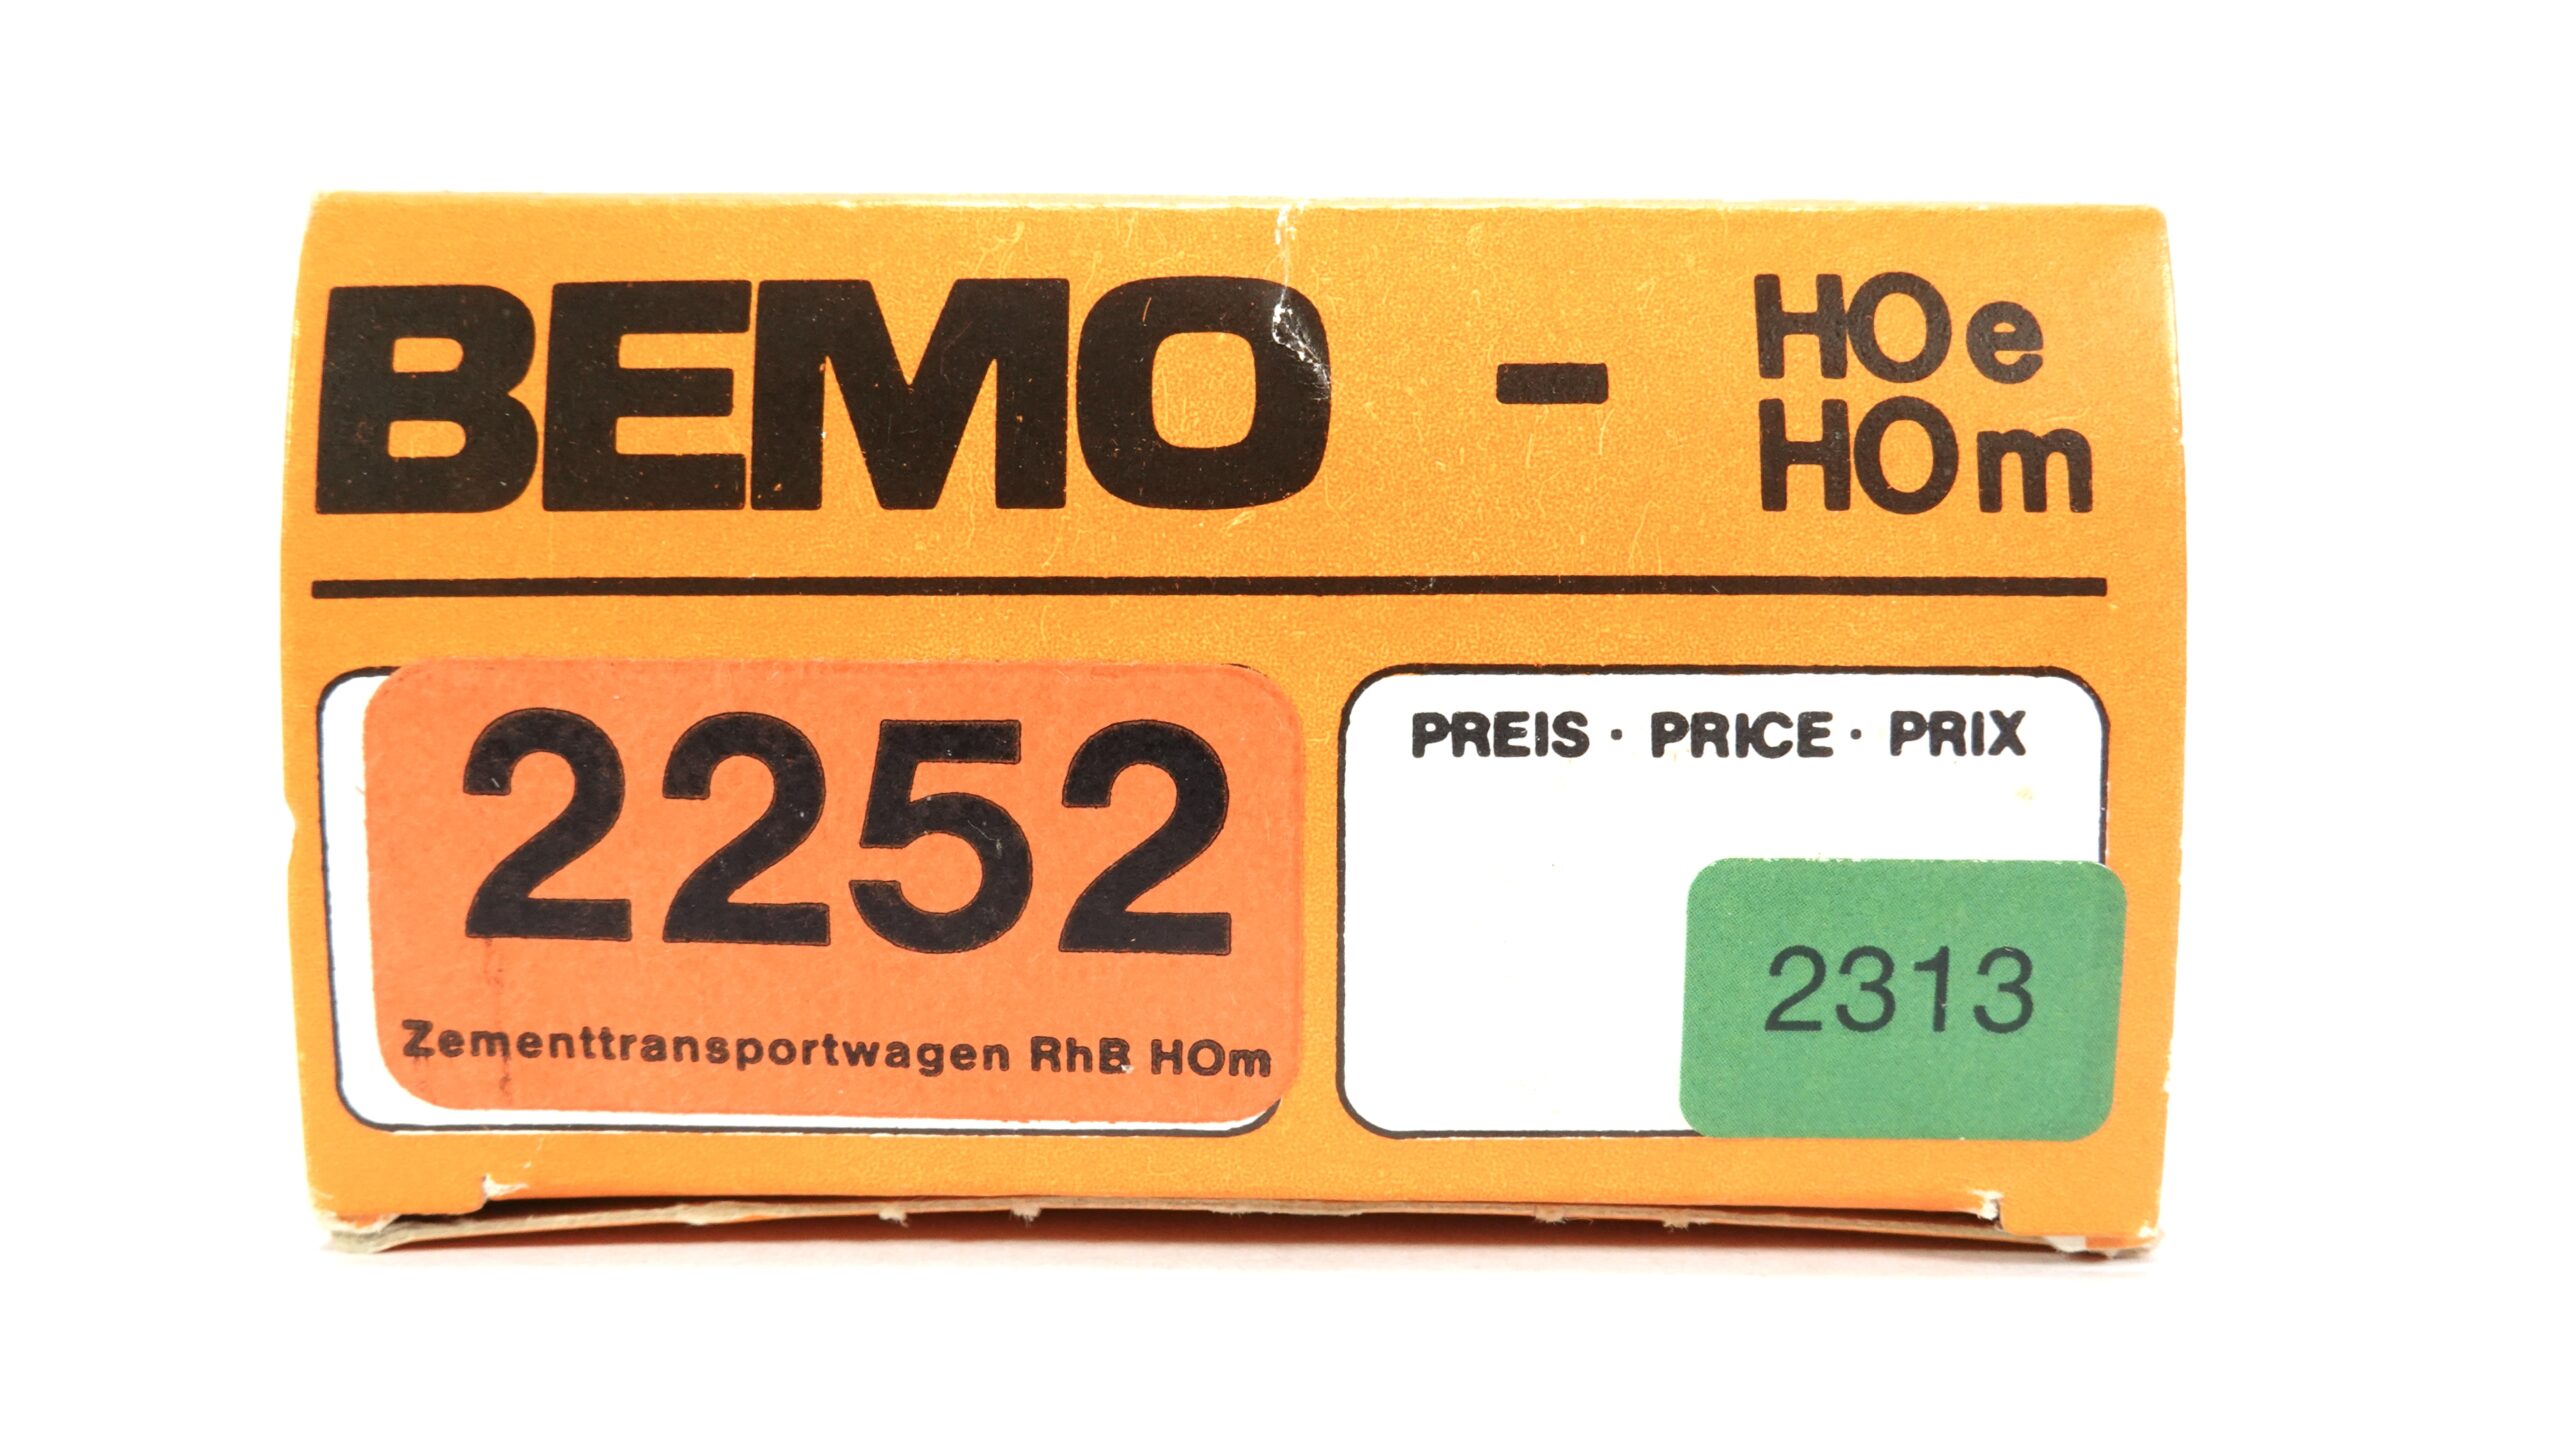 BEMO - HOe
HOm
2252
Zementtransportwagen RhB HOm
PREIS · PRICE · PRIX
2313